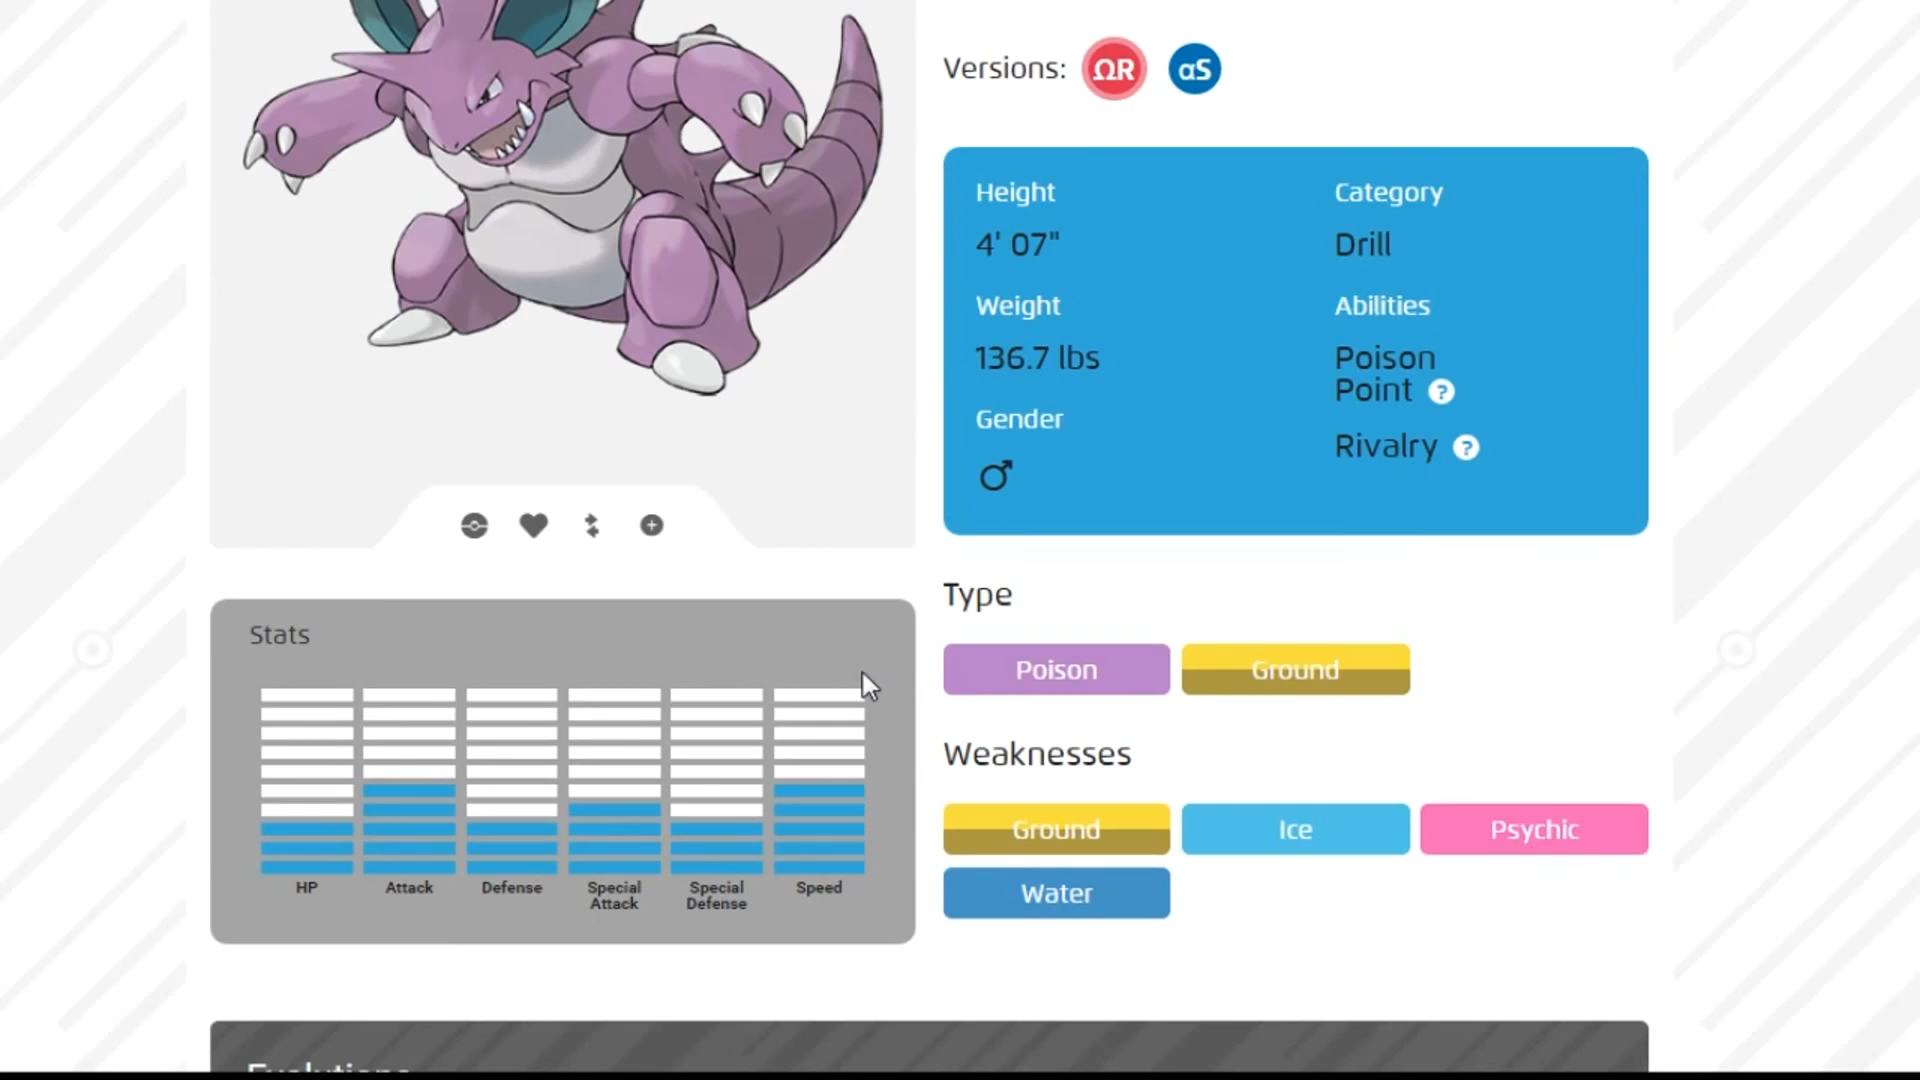 Versions: ΩR αS
Height
4' 07"
Weight
136.7 lbs
Gender
Category
Drill
Abilities
Poison
Point ?
Rivalry ?
Stats
HP Attack Defense Special Attack Special Defense Speed
Type
Poison Ground
Weaknesses
Ground Ice Psychic
Water
Evolutions